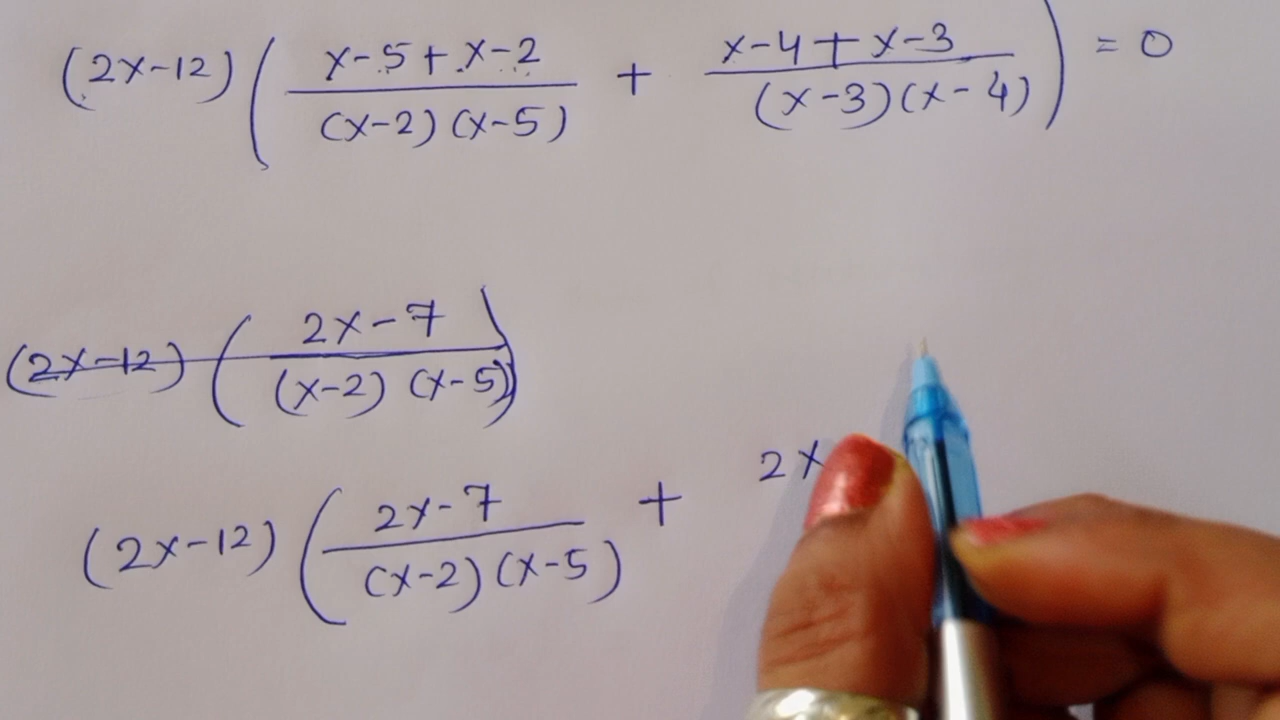 (2x-12) ( (x-5+x-2)/((x-2)(x-5)) + (x-4+x-3)/((x-3)(x-4)) ) = 0
(2x-12) ( (2x-7)/((x-2)(x-5)) )
(2x-12) ( (2x-7)/((x-2)(x-5)) + 2x